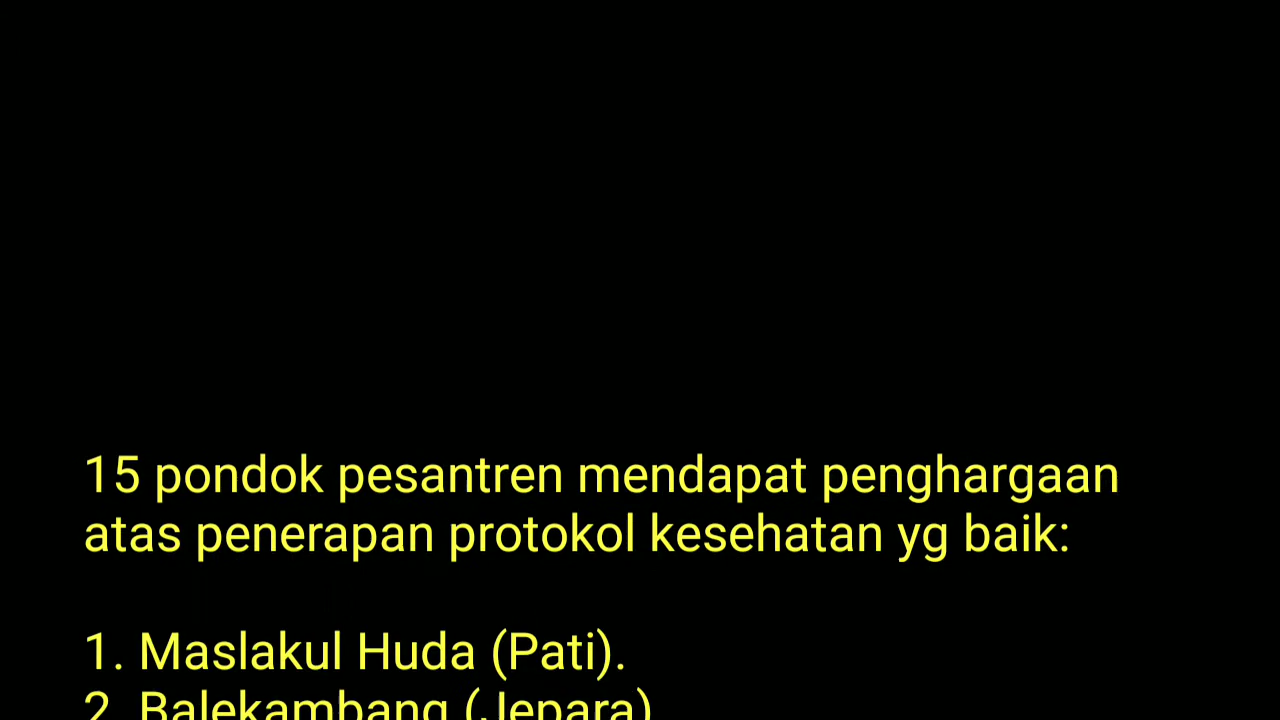 15 pondok pesantren mendapat penghargaan
atas penerapan protokol kesehatan yg baik:
1. Maslakul Huda (Pati).
2. Balekambang (Jepara)